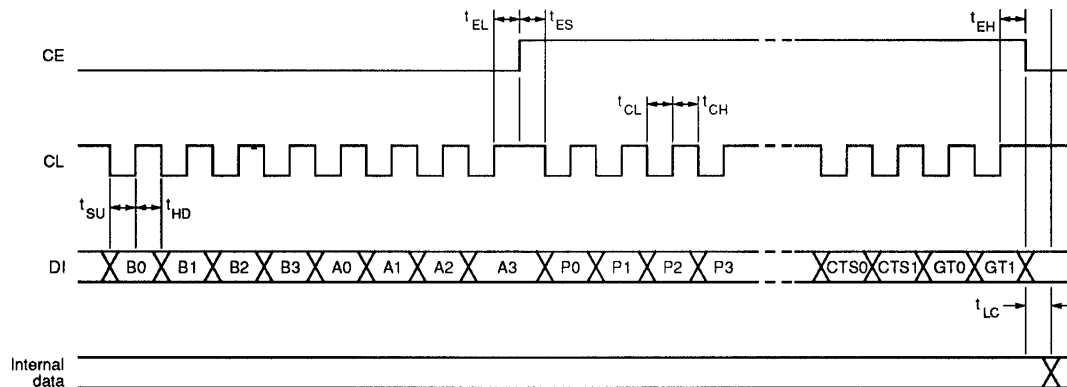 tEL tES tEH
CE
tCL tCH
CL
tSU tHD
DI B0 B1 B2 B3 A0 A1 A2 A3 P0 P1 P2 P3 CTS0 CTS1 GT0 GT1
tLC
Internal
data